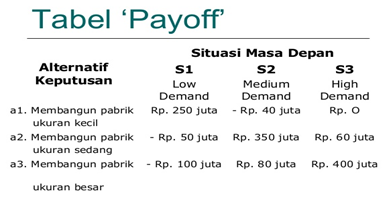 Tabel ‘Payoff’
Situasi Masa Depan
Alternatif Keputusan
S1 S2 S3
Low Demand Medium Demand High Demand
a1. Membangun pabrik Rp. 250 juta - Rp. 40 juta Rp. O
ukuran kecil
a2. Membangun pabrik - Rp. 50 juta Rp. 350 juta Rp. 60 juta
ukuran sedang
a3. Membangun pabrik - Rp. 100 juta Rp. 80 juta Rp. 400 juta
ukuran besar